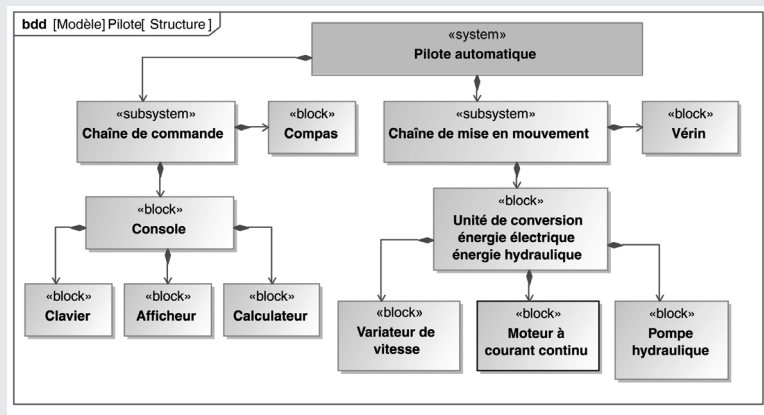 bdd [Modèle] Pilote[ Structure ]
«system»
Pilote automatique
«subsystem»
Chaîne de commande
«block»
Compas
«subsystem»
Chaîne de mise en mouvement
«block»
Vérin
«block»
Console
«block»
Unité de conversion
énergie électrique
énergie hydraulique
«block»
Clavier
«block»
Afficheur
«block»
Calculateur
«block»
Variateur de
vitesse
«block»
Moteur à
courant continu
«block»
Pompe
hydraulique